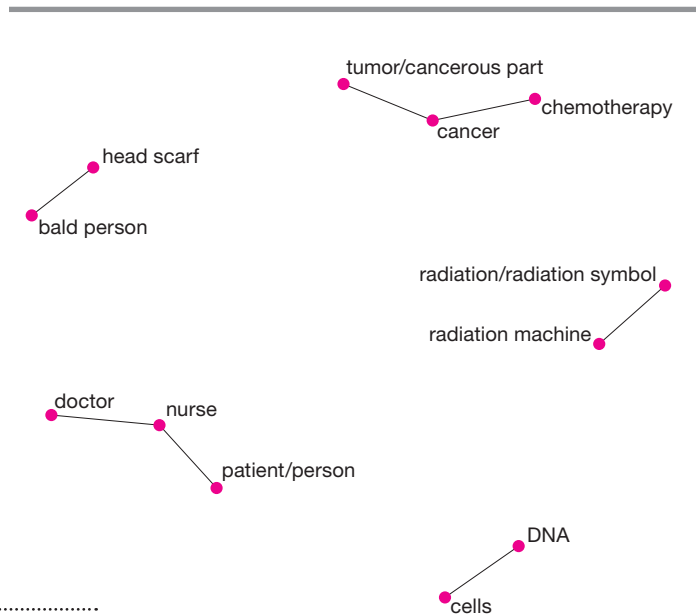 tumor/cancerous part
chemotherapy
cancer
head scarf
bald person
radiation/radiation symbol
radiation machine
doctor
nurse
patient/person
DNA
cells